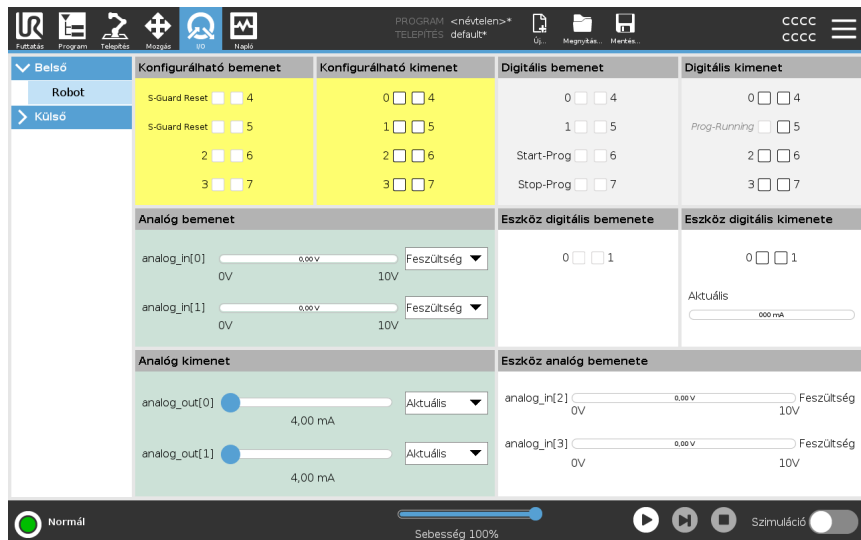 PROGRAM <névtelen>*
TELEPÍTÉS default*
CCCC
CCCC
Futtatás Program Telepítés Mozgás I/O Napló Új... Megnyitás... Mentés...
Belső
Robot
Külső
Konfigurálható bemenet
S-Guard Reset 4
S-Guard Reset 5
2 6
3 7
Konfigurálható kimenet
0 4
1 5
2 6
3 7
Digitális bemenet
0 4
1 5
Start-Prog 6
Stop-Prog 7
Digitális kimenet
0 4
Prog-Running 5
2 6
3 7
Analóg bemenet
analog_in[0] 0,00 V Feszültség
0V 10V
analog_in[1] 0,00 V Feszültség
0V 10V
Eszköz digitális bemenete
0 1
Eszköz digitális kimenete
0 1
Aktuális
000 mA
Analóg kimenet
analog_out[0] Aktuális
4,00 mA
analog_out[1] Aktuális
4,00 mA
Eszköz analóg bemenete
analog_in[2] 0,00 V Feszültség
0V 10V
analog_in[3] 0,00 V Feszültség
0V 10V
Normál
Sebesség 100%
Szimuláció